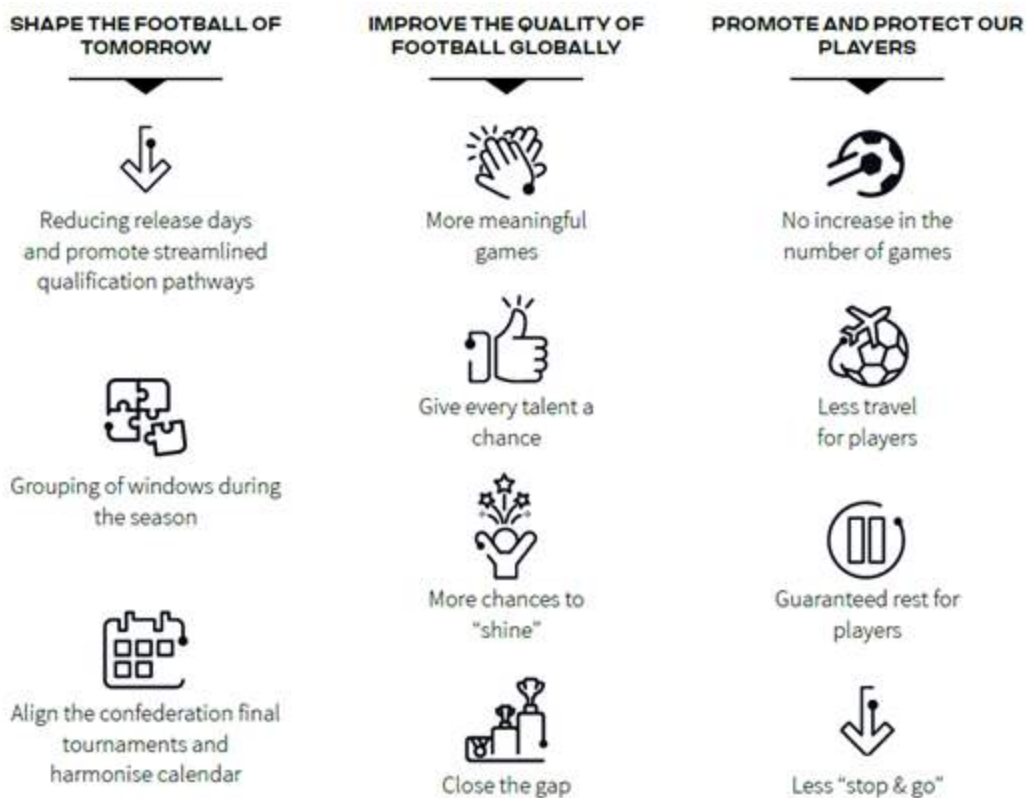 SHAPE THE FOOTBALL OF
TOMORROW
Reducing release days
and promote streamlined
qualification pathways
Grouping of windows during
the season
Align the confederation final
tournaments and
harmonise calendar
IMPROVE THE QUALITY OF
FOOTBALL GLOBALLY
More meaningful
games
Give every talent a
chance
More chances to
"shine"
Close the gap
PROMOTE AND PROTECT OUR
PLAYERS
No increase in the
number of games
Less travel
for players
Guaranteed rest for
players
Less "stop & go"